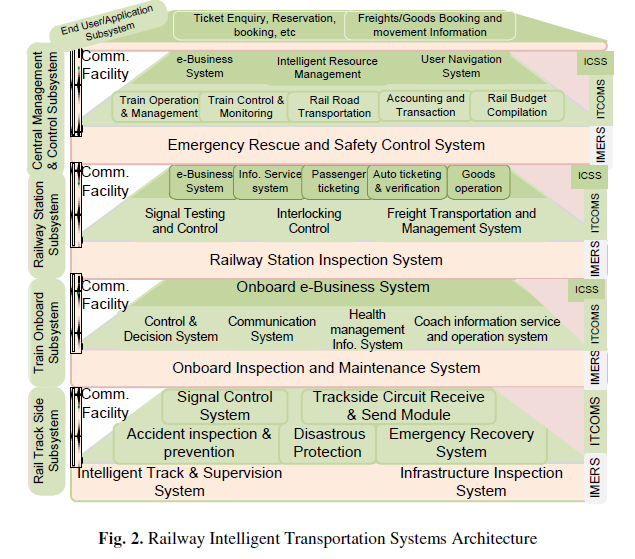 End User/Application
Subsystem
Ticket Enquiry, Reservation,
booking, etc
Freights/Goods Booking and
movement Information
Central Management
& Control Subsystem
Comm.
Facility
e-Business
System
Intelligent Resource
Management
User Navigation
System
ICSS
Train Operation
& Management
Train Control &
Monitoring
Rail Road
Transportation
Accounting and
Transaction
Rail Budget
Compilation
ITCOMS
Emergency Rescue and Safety Control System
IMERS
Railway Station
Subsystem
Comm.
Facility
e-Business
System
Info. Service
system
Passenger
ticketing
Auto ticketing
& verification
Goods
operation
ICSS
Signal Testing
and Control
Interlocking
Control
Freight Transportation and
Management System
ITCOMS
Railway Station Inspection System
IMERS
Train Onboard
Subsystem
Comm.
Facility
Onboard e-Business System
ICSS
Control &
Decision System
Communication
System
Health
management
Info. System
Coach information service
and operation system
ITCOMS
Onboard Inspection and Maintenance System
IMERS
Rail Track Side
Subsystem
Comm.
Facility
Signal Control
System
Trackside Circuit Receive
& Send Module
Accident inspection &
prevention
Disastrous
Protection
Emergency Recovery
System
ITCOMS
Intelligent Track & Supervision
System
Infrastructure Inspection
System
IMERS
Fig. 2. Railway Intelligent Transportation Systems Architecture